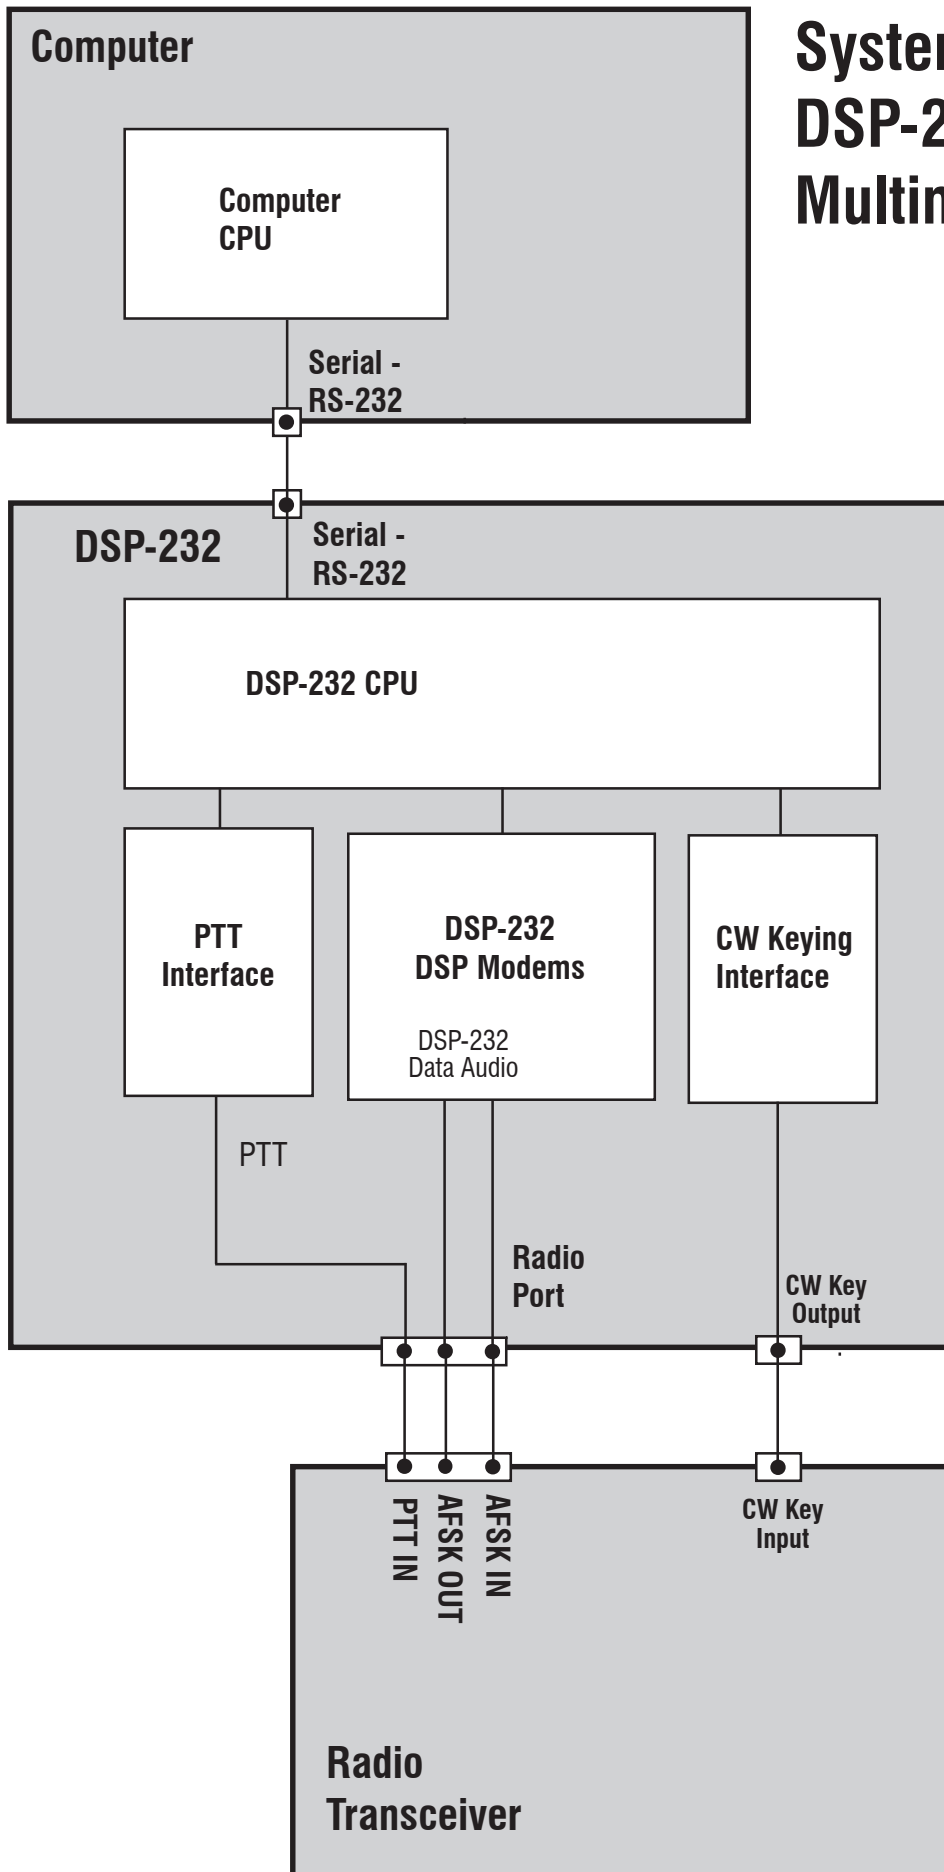 Computer
DSP-2
Computer
CPU
Serial -
RS-232
DSP-232
Serial -
RS-232
DSP-232 CPU
PTT
Interface
DSP-232
DSP Modems
DSP-232
Data Audio
CW Keying
Interface
PTT
Radio
Port
CW Key
Output
PTT IN
AFSK OUT
AFSK IN
CW Key
Input
Radio
Transceiver